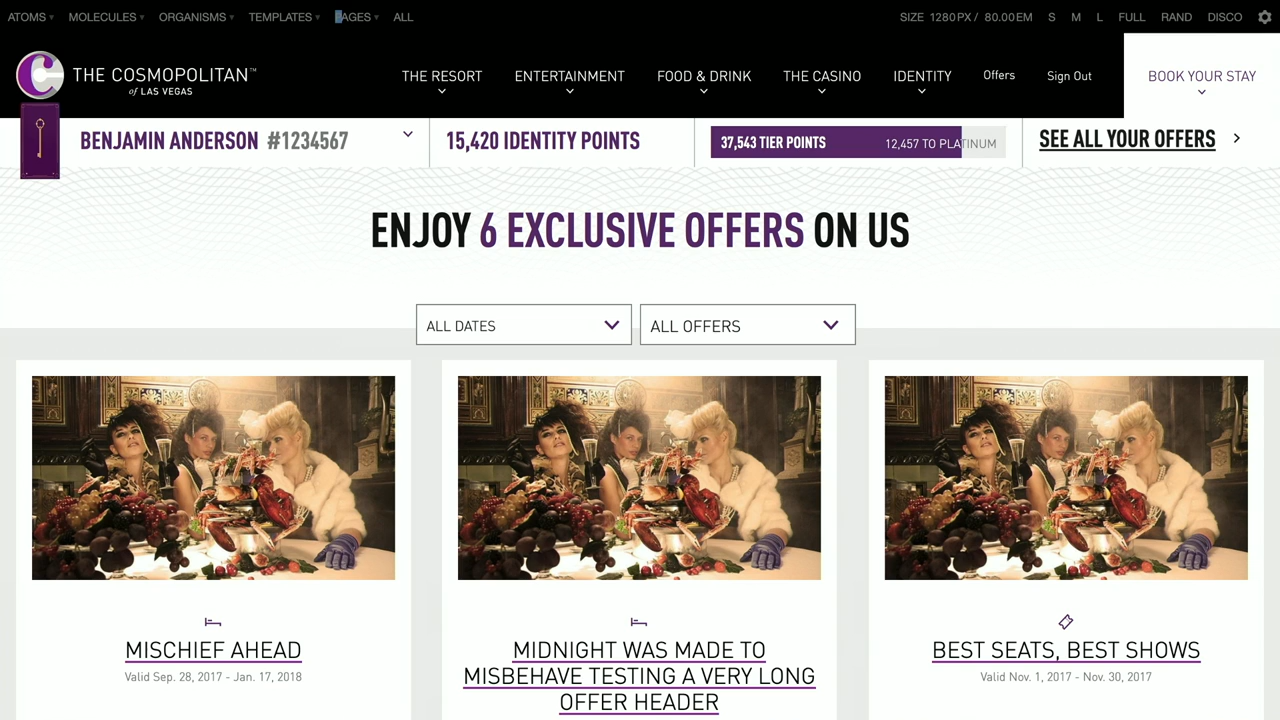 ATOMS MOLECULES ORGANISMS TEMPLATES PAGES ALL SIZE 1280PX / 80.00EM S M L FULL RAND DISCO
THE COSMOPOLITAN™
of LAS VEGAS
THE RESORT ENTERTAINMENT FOOD & DRINK THE CASINO IDENTITY Offers Sign Out BOOK YOUR STAY
BENJAMIN ANDERSON #1234567 15,420 IDENTITY POINTS 37,543 TIER POINTS 12,457 TO PLATINUM SEE ALL YOUR OFFERS
ENJOY 6 EXCLUSIVE OFFERS ON US
ALL DATES ALL OFFERS
MISCHIEF AHEAD
Valid Sep. 28, 2017 - Jan. 17, 2018
MIDNIGHT WAS MADE TO
MISBEHAVE TESTING A VERY LONG
OFFER HEADER
BEST SEATS, BEST SHOWS
Valid Nov. 1, 2017 - Nov. 30, 2017